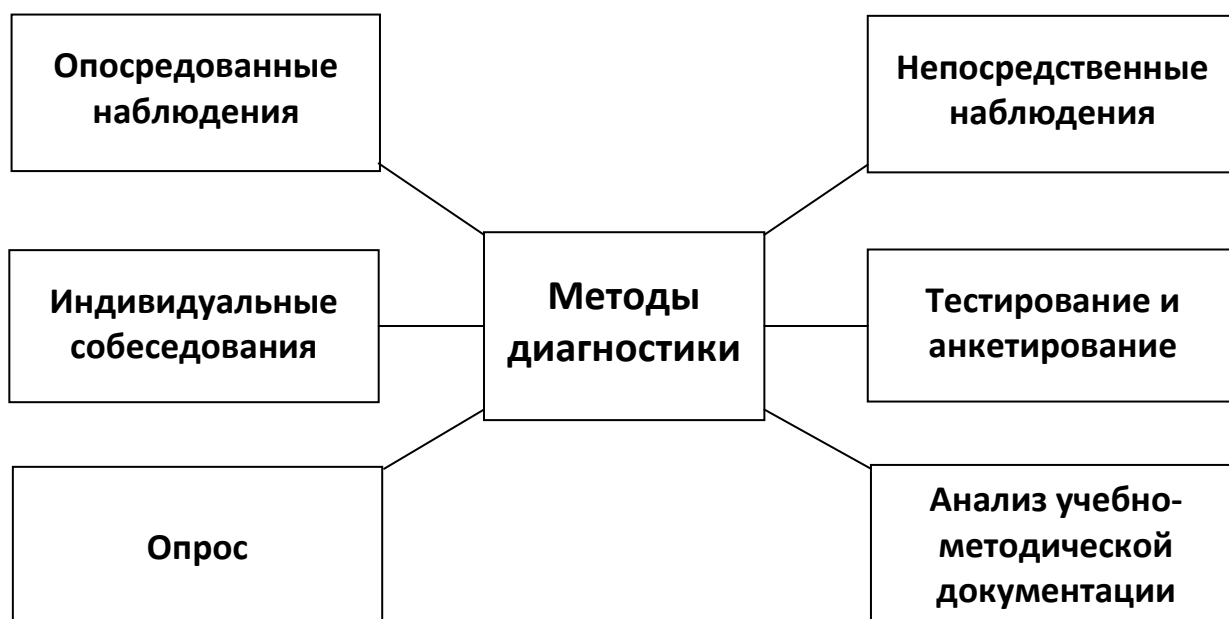 Опосредованные
наблюдения
Непосредственные
наблюдения
Методы
диагностики
Индивидуальные
собеседования
Тестирование и
анкетирование
Опрос
Анализ учебно-
методической
документации